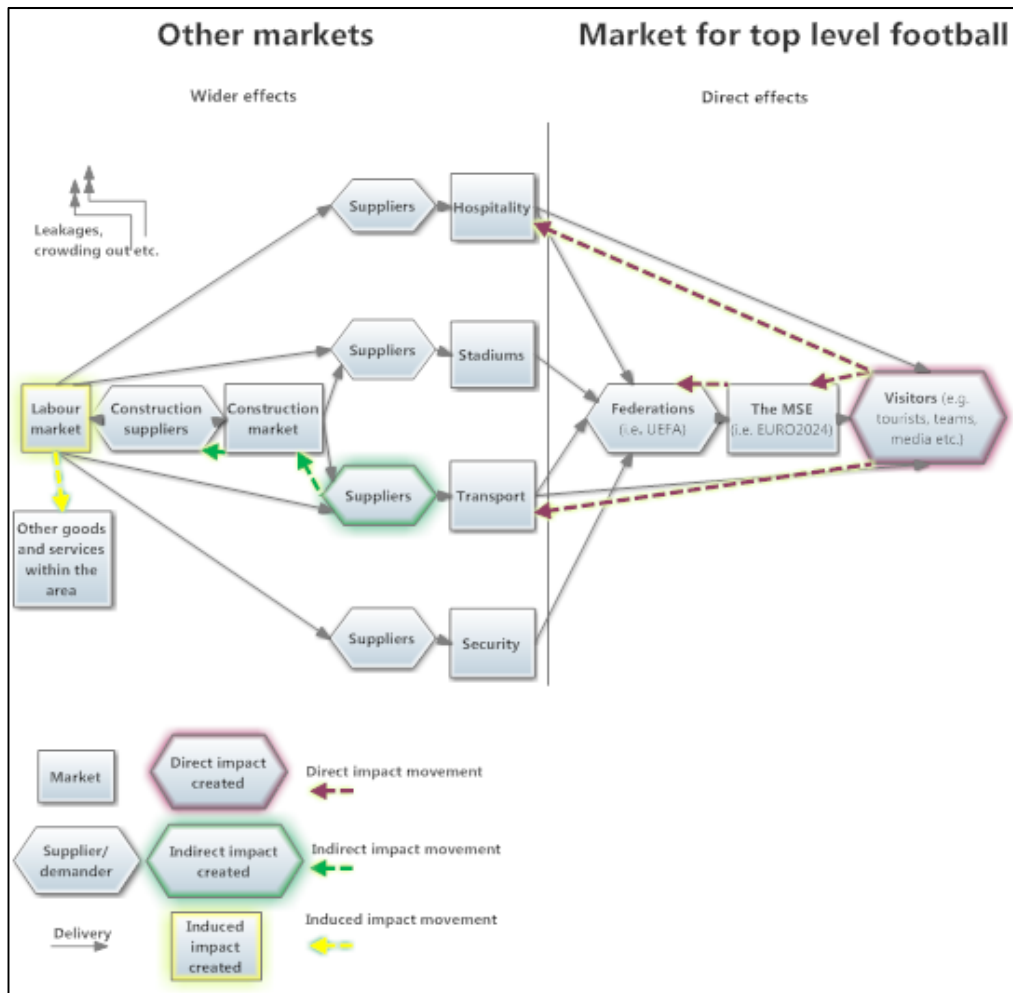 Other markets
Market for top level football
Wider effects
Direct effects
Leakages,
crowding out etc.
Suppliers
Hospitality
Suppliers
Stadiums
Labour
market
Construction
suppliers
Construction
market
Federations
(i.e. UEFA)
The MSE
(i.e. EURO2024)
Visitors (e.g.
tourists, teams,
media etc.)
Suppliers
Transport
Other goods
and services
within the
area
Suppliers
Security
Market
Direct impact
created
Direct impact movement
Supplier/
demander
Indirect impact
created
Indirect impact movement
Delivery
Induced
impact
created
Induced impact movement